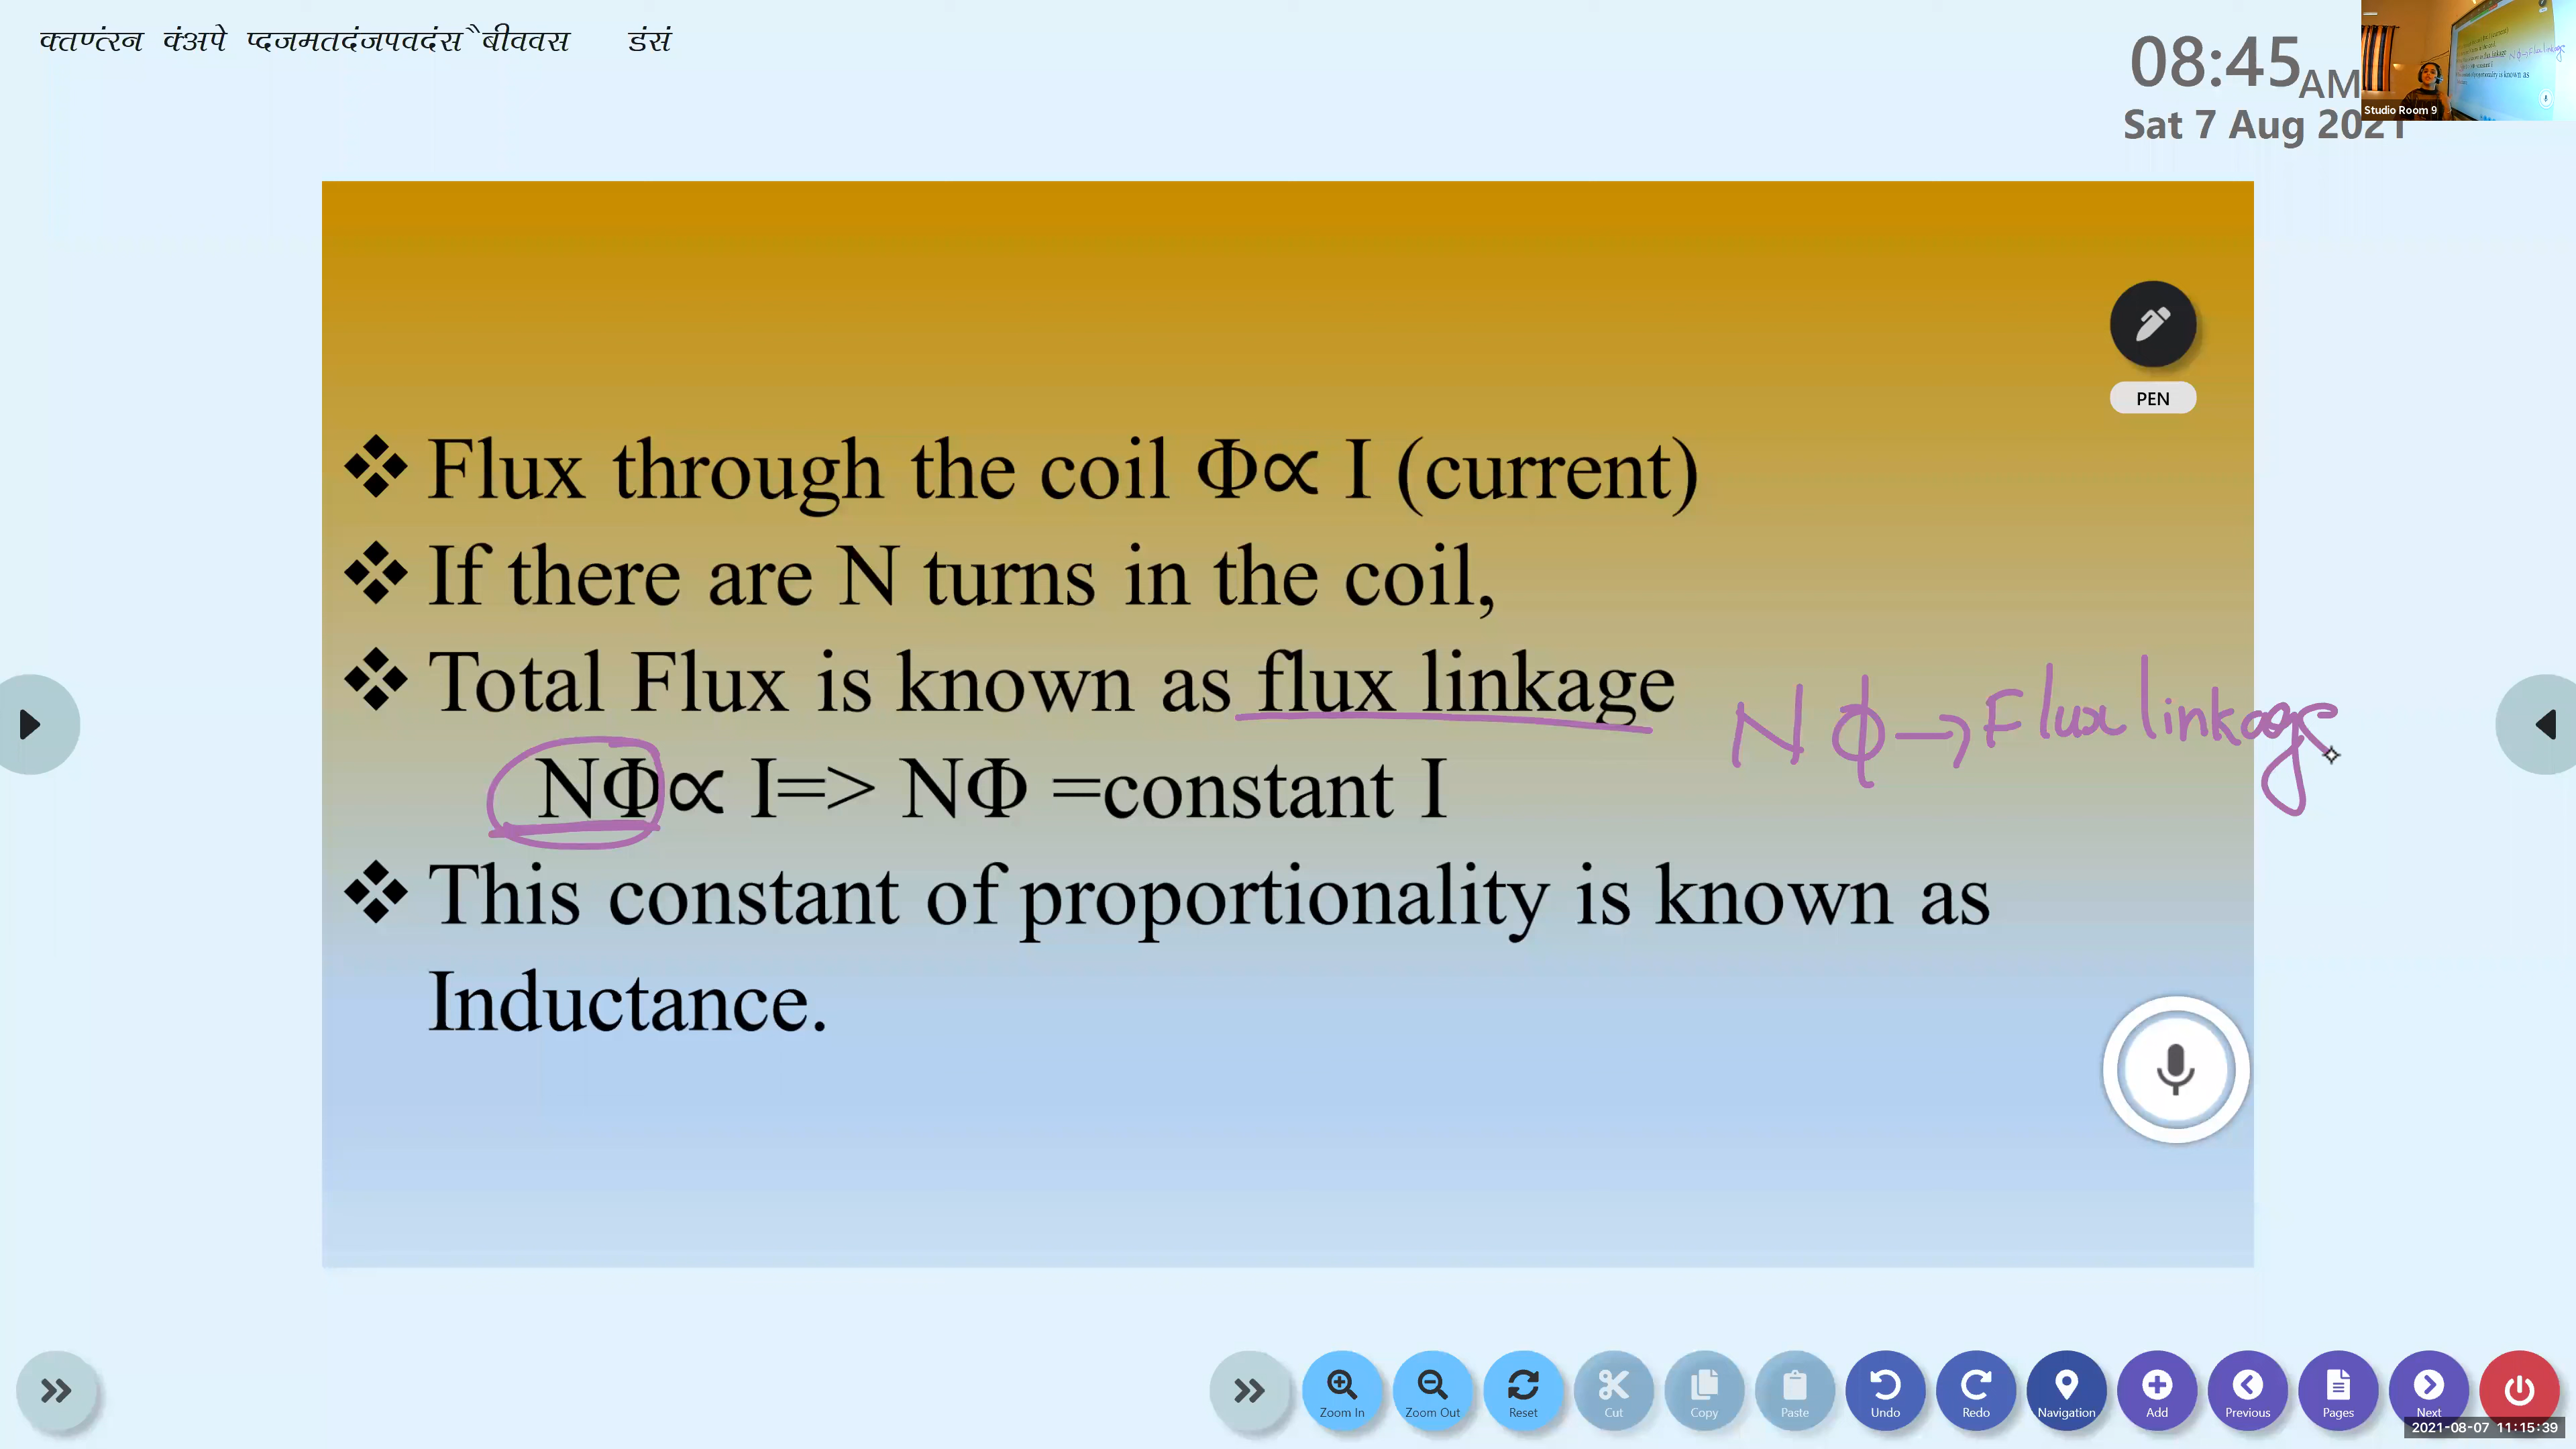 क्तण्तंरन कंअपे प्दजमतदंजपवदंस ैबीववस डंसं
08:45 AM
Sat 7 Aug 2021
Studio Room 9
PEN
❖ Flux through the coil Φ∝ I (current)
❖ If there are N turns in the coil,
❖ Total Flux is known as flux linkage
N ϕ → Flux linkage
NΦ∝ I=> NΦ =constant I
❖ This constant of proportionality is known as
Inductance.
Zoom In Zoom Out Reset Cut Copy Paste Undo Redo Navigation Add Previous Pages Next
2021-08-07 11:15:39